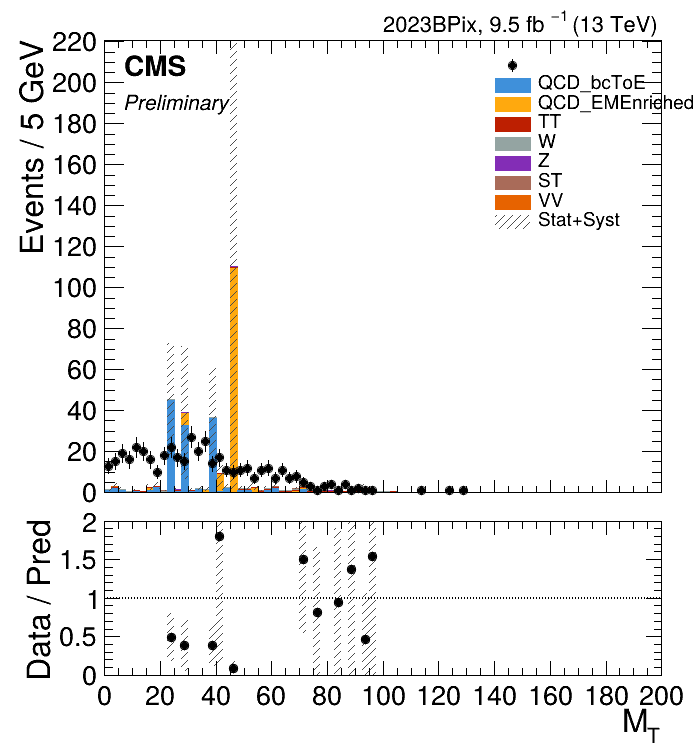 2023BPix, 9.5 fb⁻¹ (13 TeV)
CMS
Preliminary
QCD_bcToE
QCD_EMEnriehed
TT
W
Z
ST
VV
Stat+Syst
Events / 5 GeV
220
200
180
160
140
120
100
80
60
40
20
0
Data / Pred
2
1.5
1
0.5
0
0 20 40 60 80 100 120 140 160 180 200
M_T